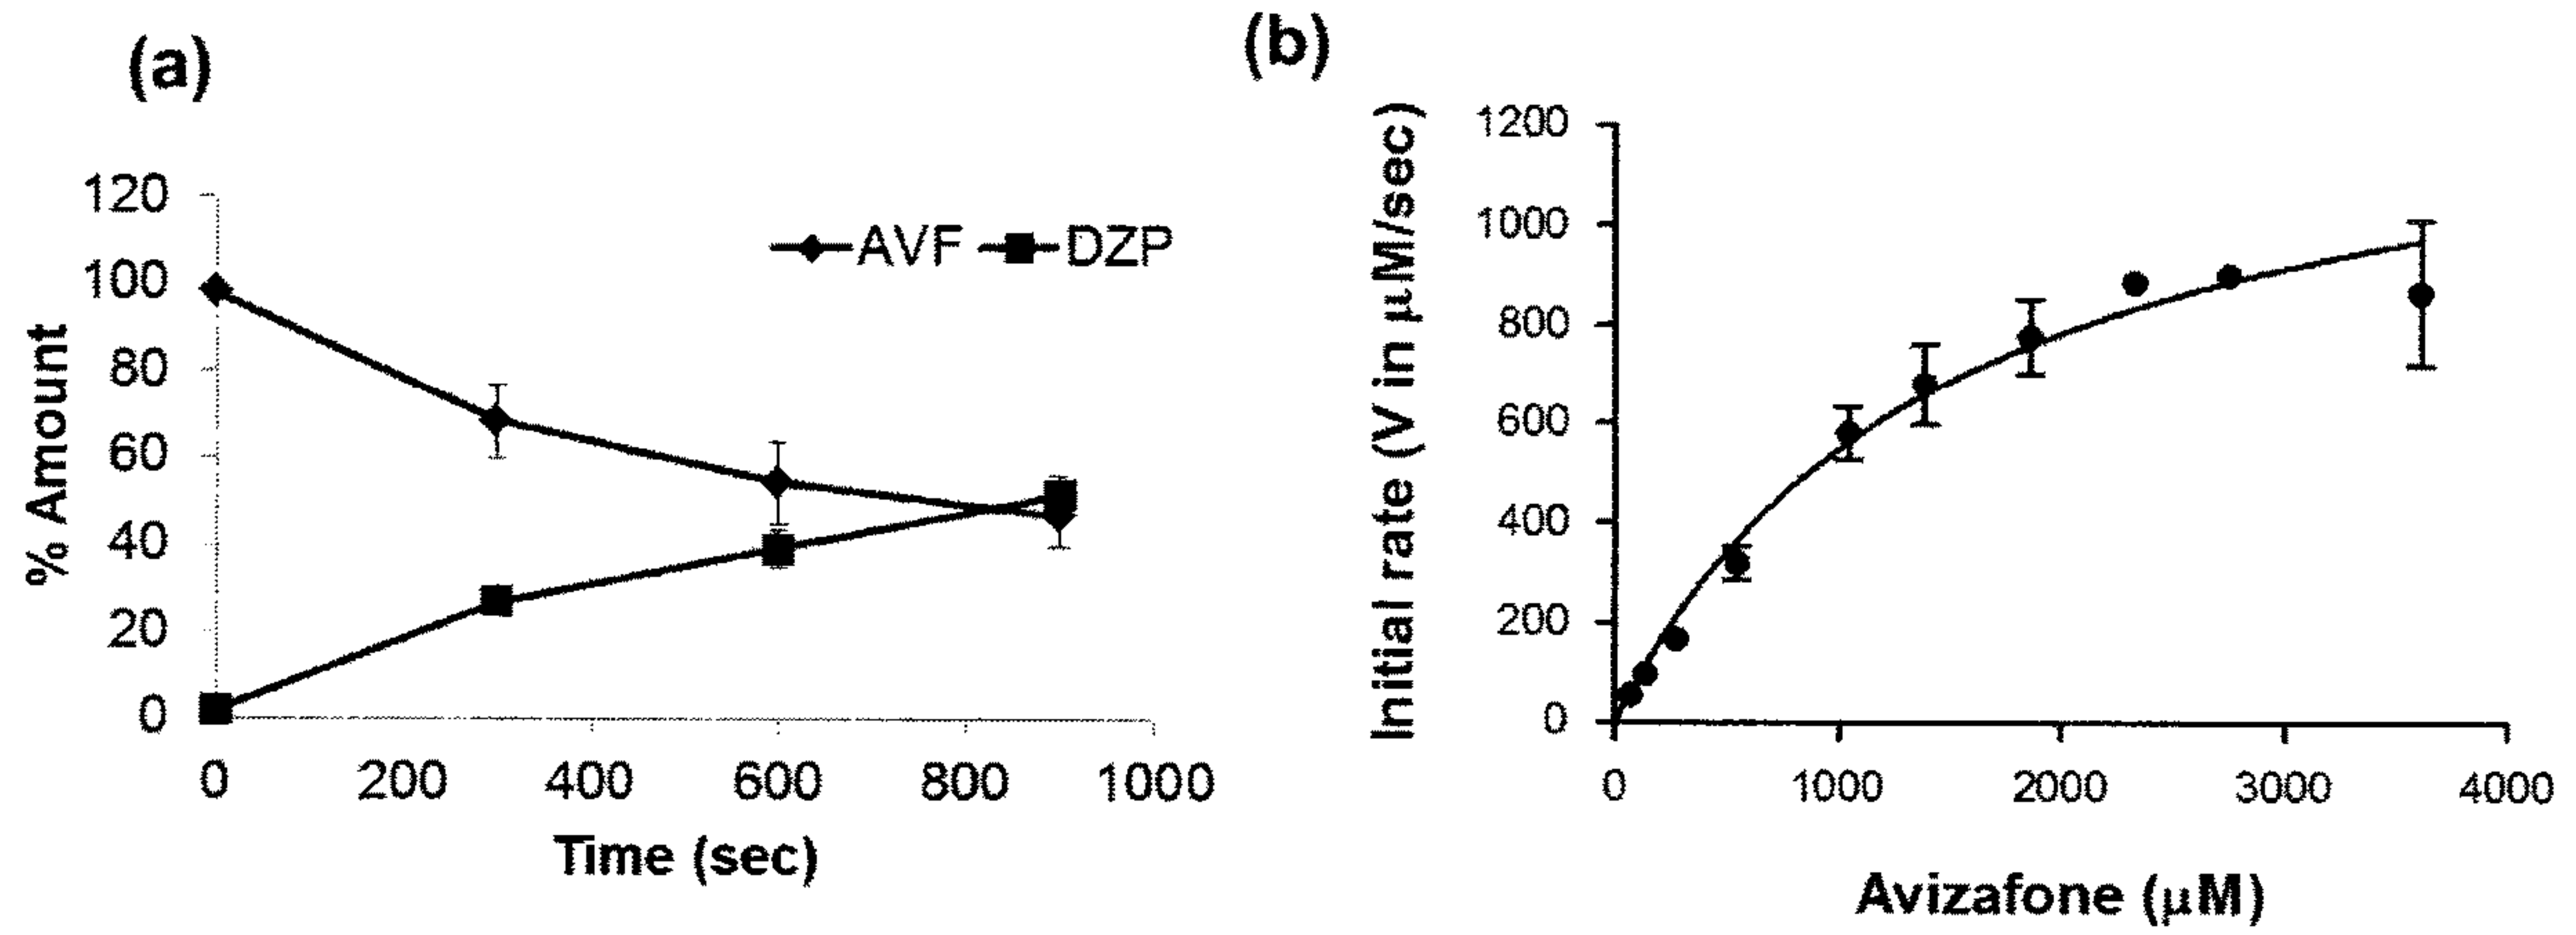 (a)
120
100
80
60
40
20
0
% Amount
AVF DZP
0 200 400 600 800 1000
Time (sec)
(b)
1200
1000
800
600
400
200
0
Initial rate (V in μM/sec)
0 1000 2000 3000 4000
Avizafone (μM)